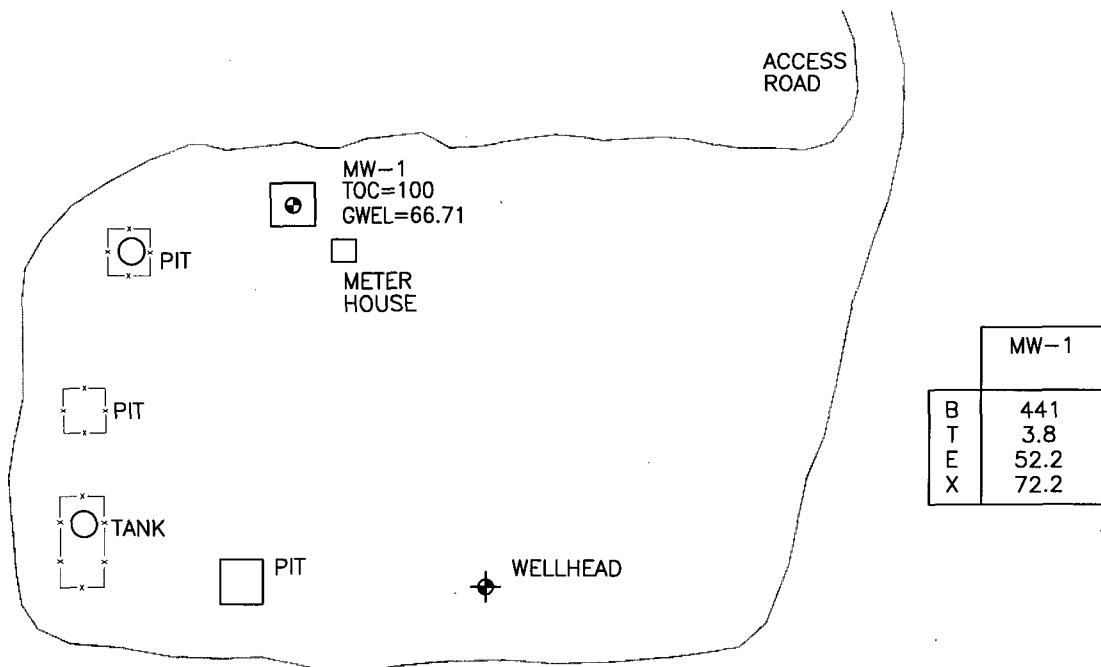 ACCESS
ROAD
MW-1
TOC=100
GWEL=66.71
PIT
METER
HOUSE
PIT
TANK
PIT
WELLHEAD
MW-1
B 441
T 3.8
E 52.2
X 72.2